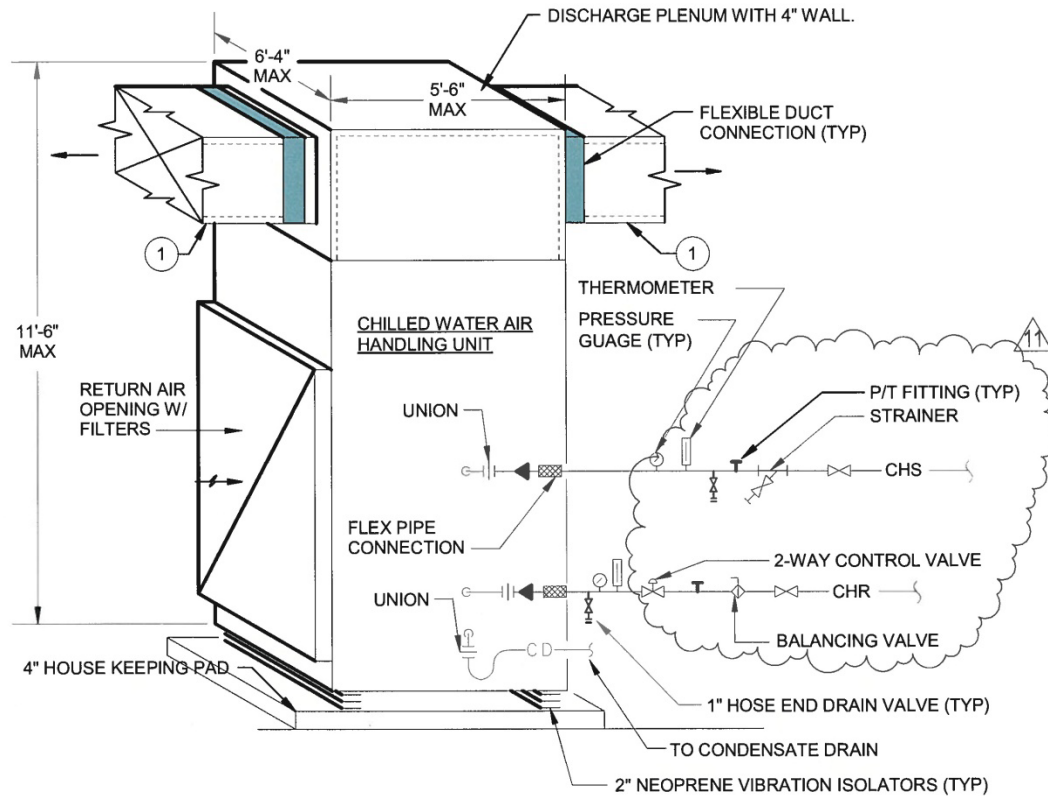 DISCHARGE PLENUM WITH 4" WALL.
6'-4"
MAX
5'-6"
MAX
FLEXIBLE DUCT
CONNECTION (TYP)
1
1
THERMOMETER
PRESSURE
GUAGE (TYP)
11
11'-6"
MAX
CHILLED WATER AIR
HANDLING UNIT
RETURN AIR
OPENING W/
FILTERS
UNION
P/T FITTING (TYP)
STRAINER
CHS
FLEX PIPE
CONNECTION
2-WAY CONTROL VALVE
UNION
CHR
BALANCING VALVE
CD
4" HOUSE KEEPING PAD
1" HOSE END DRAIN VALVE (TYP)
TO CONDENSATE DRAIN
2" NEOPRENE VIBRATION ISOLATORS (TYP)